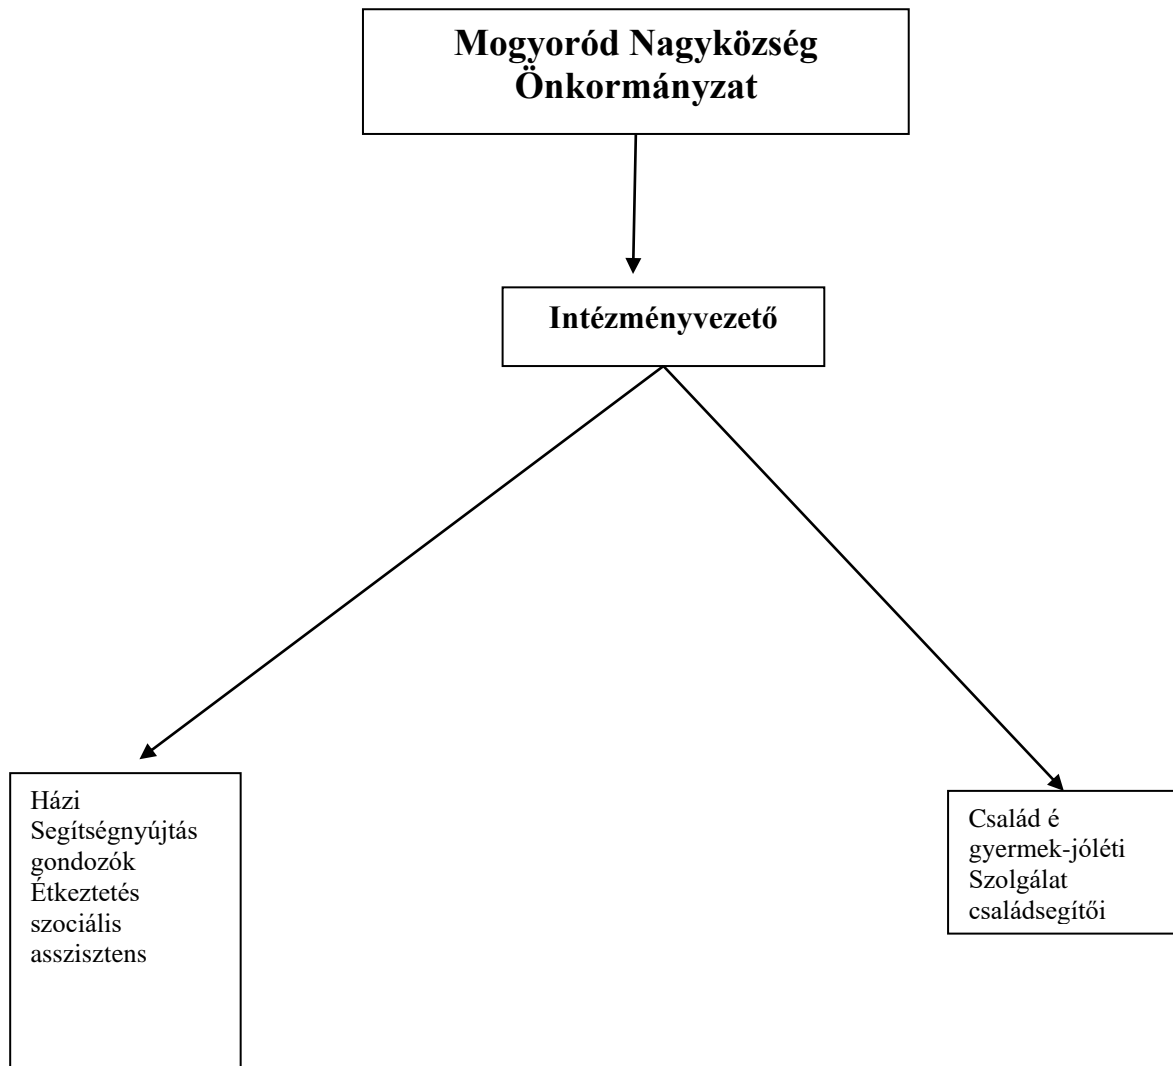 Mogyoród Nagyközség
Önkormányzat
Intézményvezető
Házi
Segítségnyújtás
gondozók
Étkeztetés
szociális
asszisztens
Család é
gyermek-jóléti
Szolgálat
családsegítői